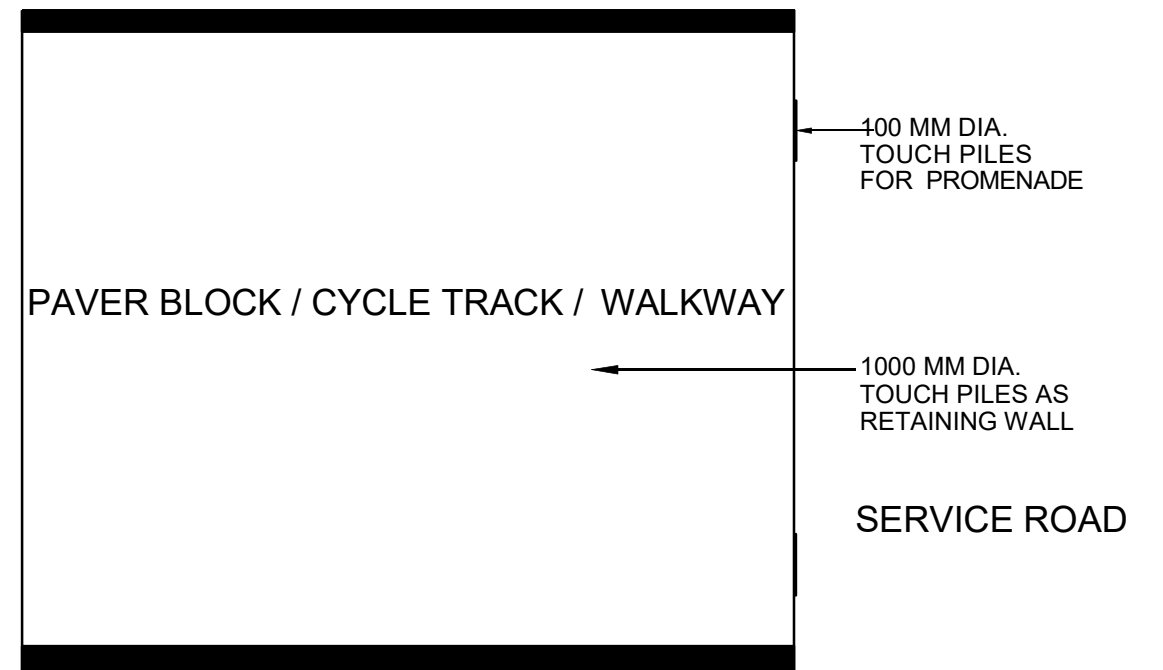 100 MM DIA.
TOUCH PILES
FOR PROMENADE
PAVER BLOCK / CYCLE TRACK / WALKWAY
1000 MM DIA.
TOUCH PILES AS
RETAINING WALL
SERVICE ROAD